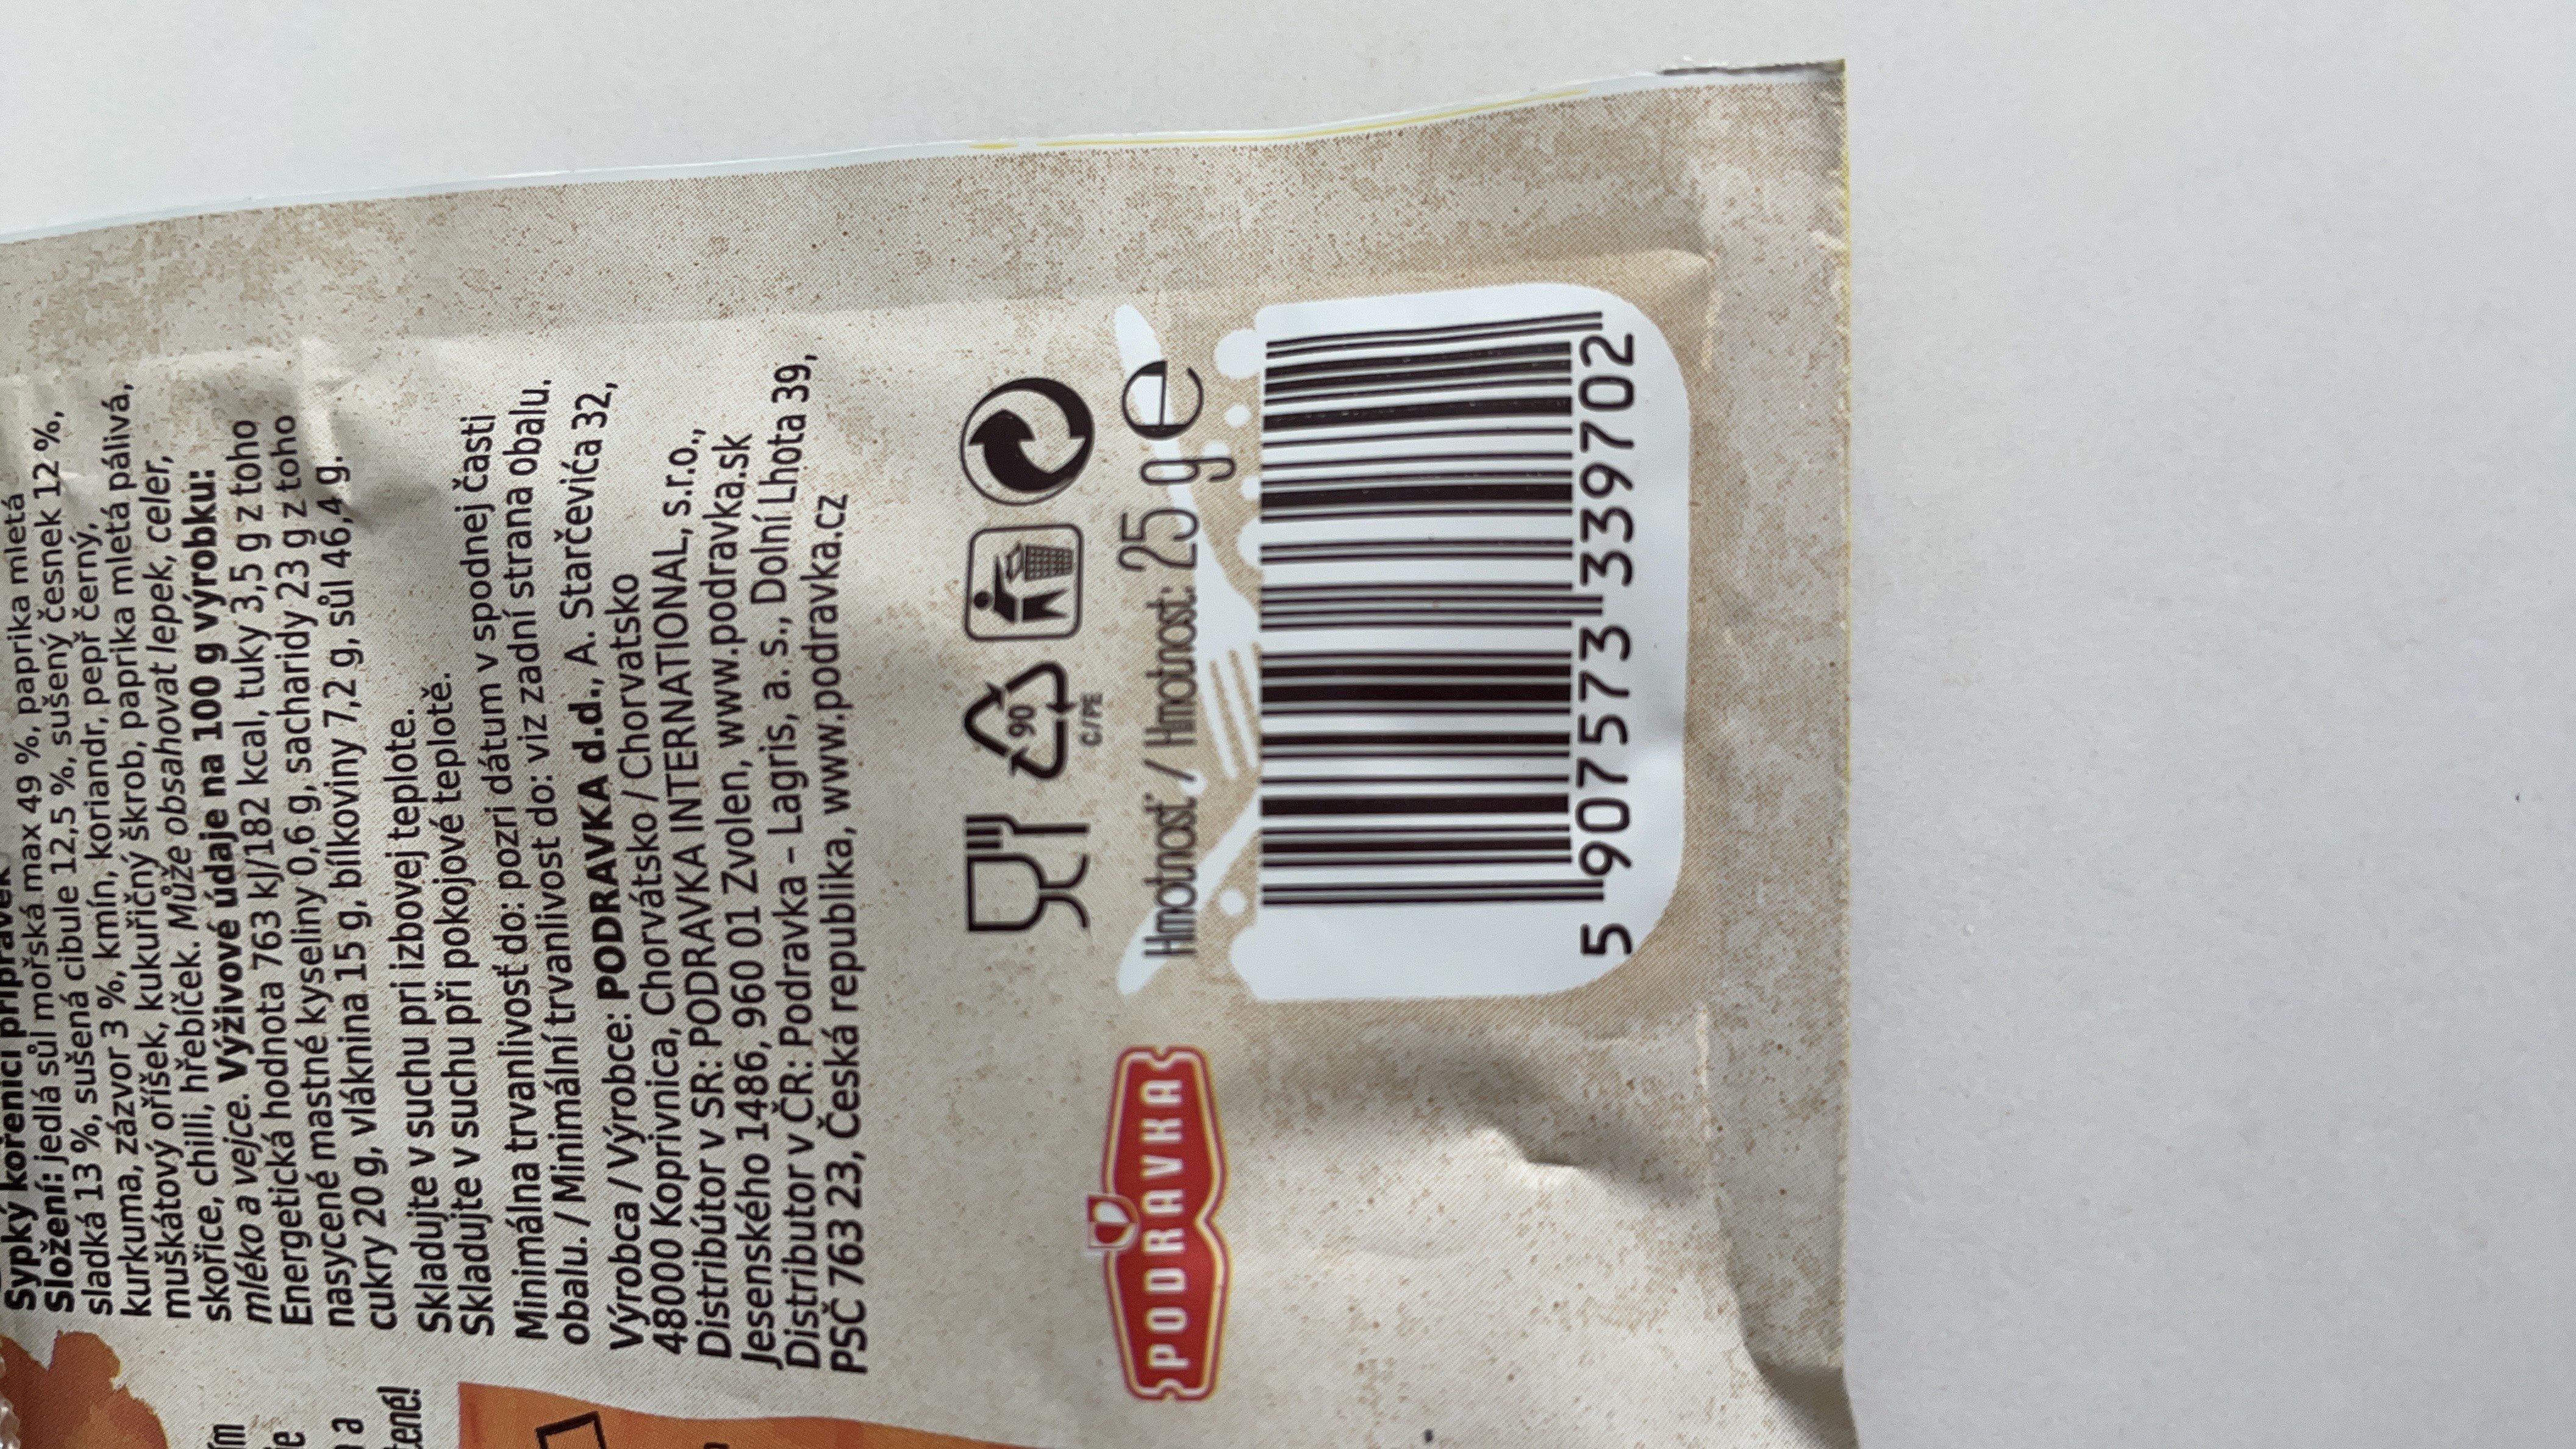 Sypký kořenicí přípravek
Složení: jedlá sůl mořská max 49 %, paprika mletá
sladká 13 %, sušená cibule 12,5 %, sušený česnek 12 %,
kurkuma, zázvor 3 %, kmín, koriandr, pepř černý,
muškátový oříšek, kukuřičný škrob, paprika mletá pálivá,
skořice, chilli, hřebíček. Může obsahovat lepek, celer,
mléko a vejce. Výživové údaje na 100 g výrobku:
Energetická hodnota 763 kJ/182 kcal, tuky 3,5 g z toho
nasycené mastné kyseliny 0,6 g, sacharidy 23 g z toho
cukry 20 g, vláknina 15 g, bílkoviny 7,2 g, sůl 46,4 g.
Skladujte v suchu pri izbovej teplote.
Skladujte v suchu při pokojové teplotě.
Minimálna trvanlivosť do: pozri dátum v spodnej časti
obalu. / Minimální trvanlivost do: viz zadní strana obalu.
Výrobca / Výrobce: PODRAVKA d.d., A. Starčevića 32,
48000 Koprivnica, Chorvátsko / Chorvatsko
Distribútor v SR: PODRAVKA INTERNATIONAL, s.r.o.,
Jesenského 1486, 960 01 Zvolen, www.podravka.sk
Distributor v ČR: Podravka - Lagris, a. s., Dolní Lhota 39,
PSČ 763 23, Česká republika, www.podravka.cz
90
C/PE
Hmotnosť / Hmotnost: 25 g e
PODRAVKA
5 907573 339702
a
tené!